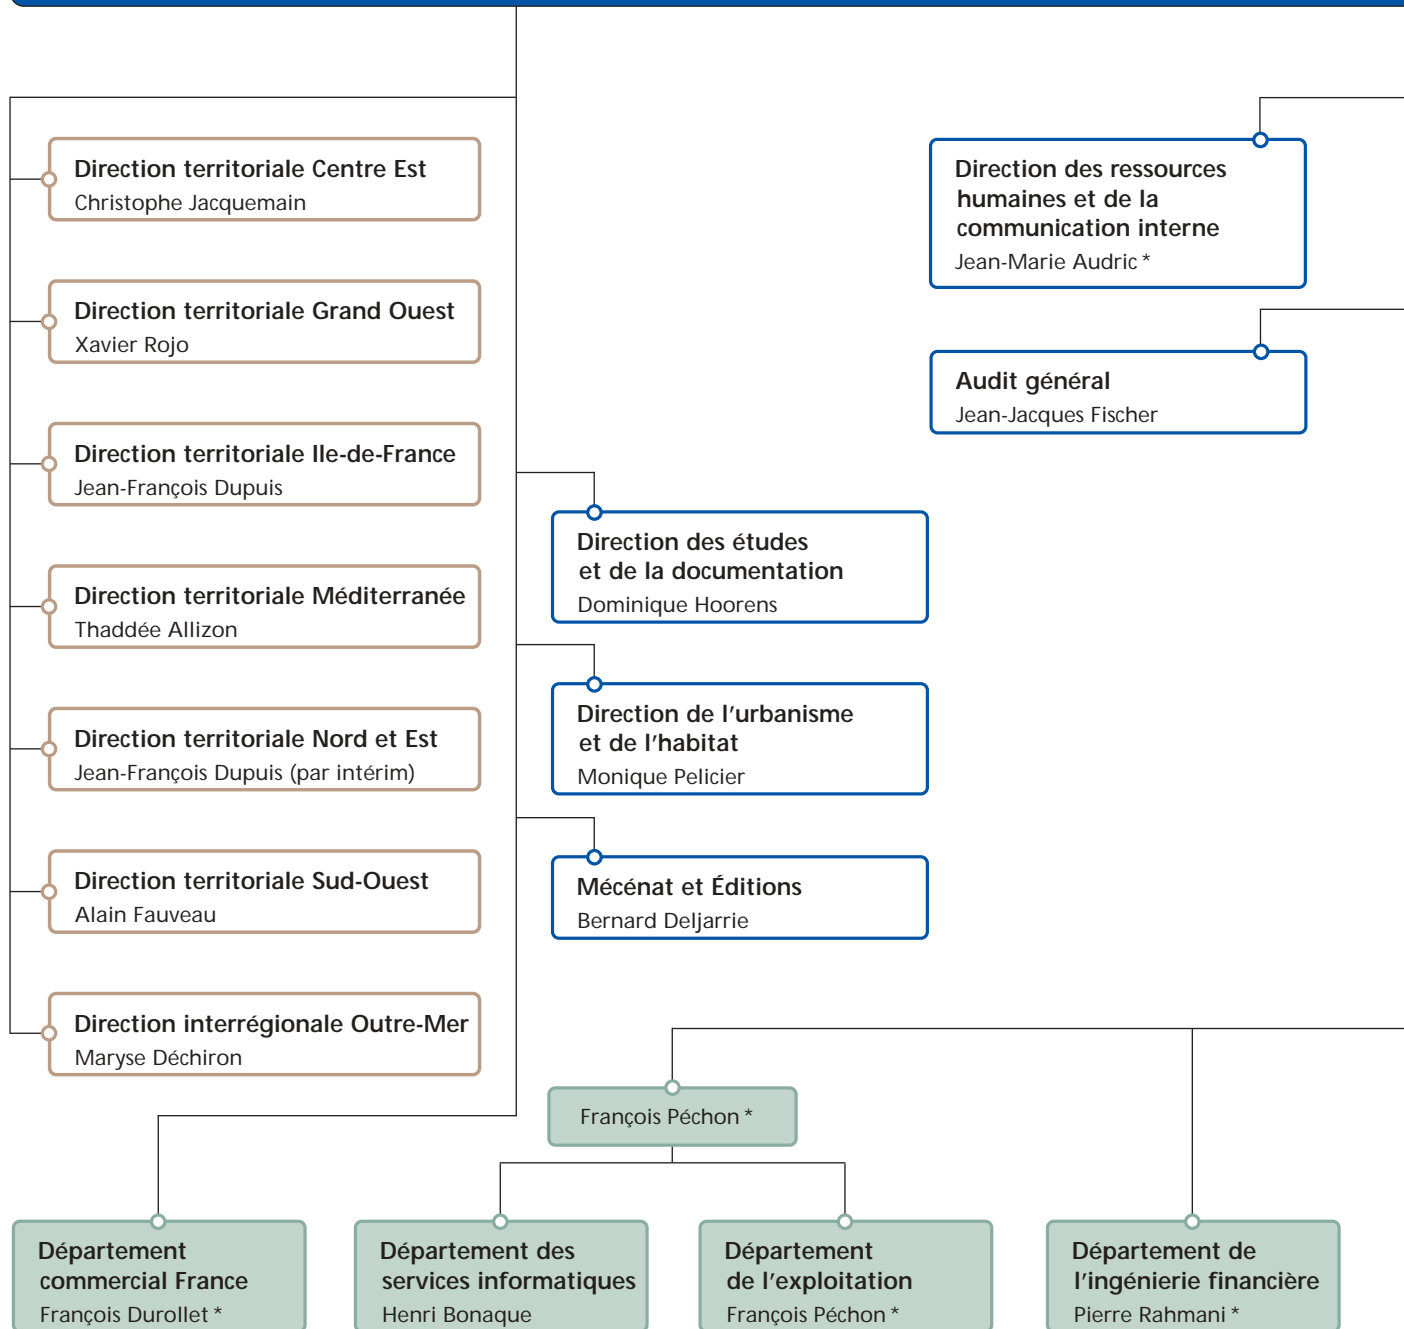 Direction territoriale Centre Est
Christophe Jacquemain
Direction territoriale Grand Ouest
Xavier Rojo
Direction territoriale Ile-de-France
Jean-François Dupuis
Direction territoriale Méditerranée
Thaddée Allizon
Direction territoriale Nord et Est
Jean-François Dupuis (par intérim)
Direction territoriale Sud-Ouest
Alain Fauveau
Direction interrégionale Outre-Mer
Maryse Déchiron
Direction des ressources
humaines et de la
communication interne
Jean-Marie Audric *
Audit général
Jean-Jacques Fischer
Direction des études
et de la documentation
Dominique Hoorens
Direction de l'urbanisme
et de l'habitat
Monique Pelicier
Mécénat et Éditions
Bernard Deljarrie
François Péchon *
Département
commercial France
François Durollet *
Département des
services informatiques
Henri Bonaque
Département
de l'exploitation
François Péchon *
Département de
l'ingénierie financière
Pierre Rahmani *